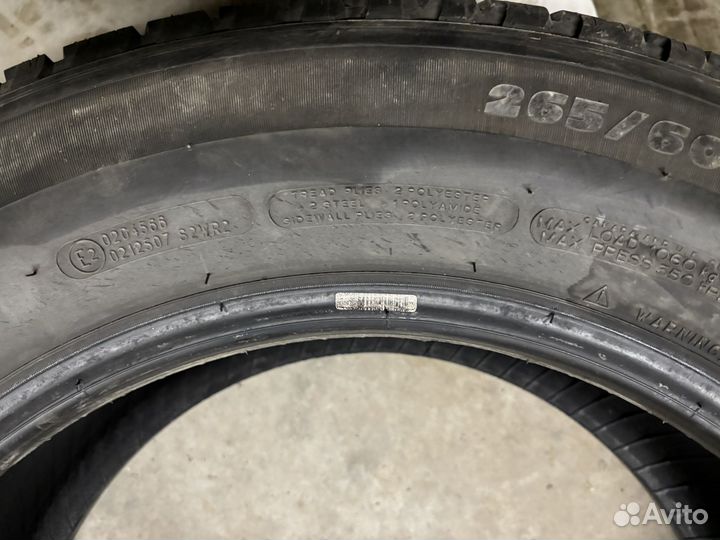 265/60
TREAD PLIES : 2 POLYESTER
2 STEEL 1 POLYAMIDE
SIDEWALL PLIES : 2 POLYESTER
E2 0204566
0212507 S2WR2
MAX LOAD 1060
MAX PRESS 350
WARNING
Avito